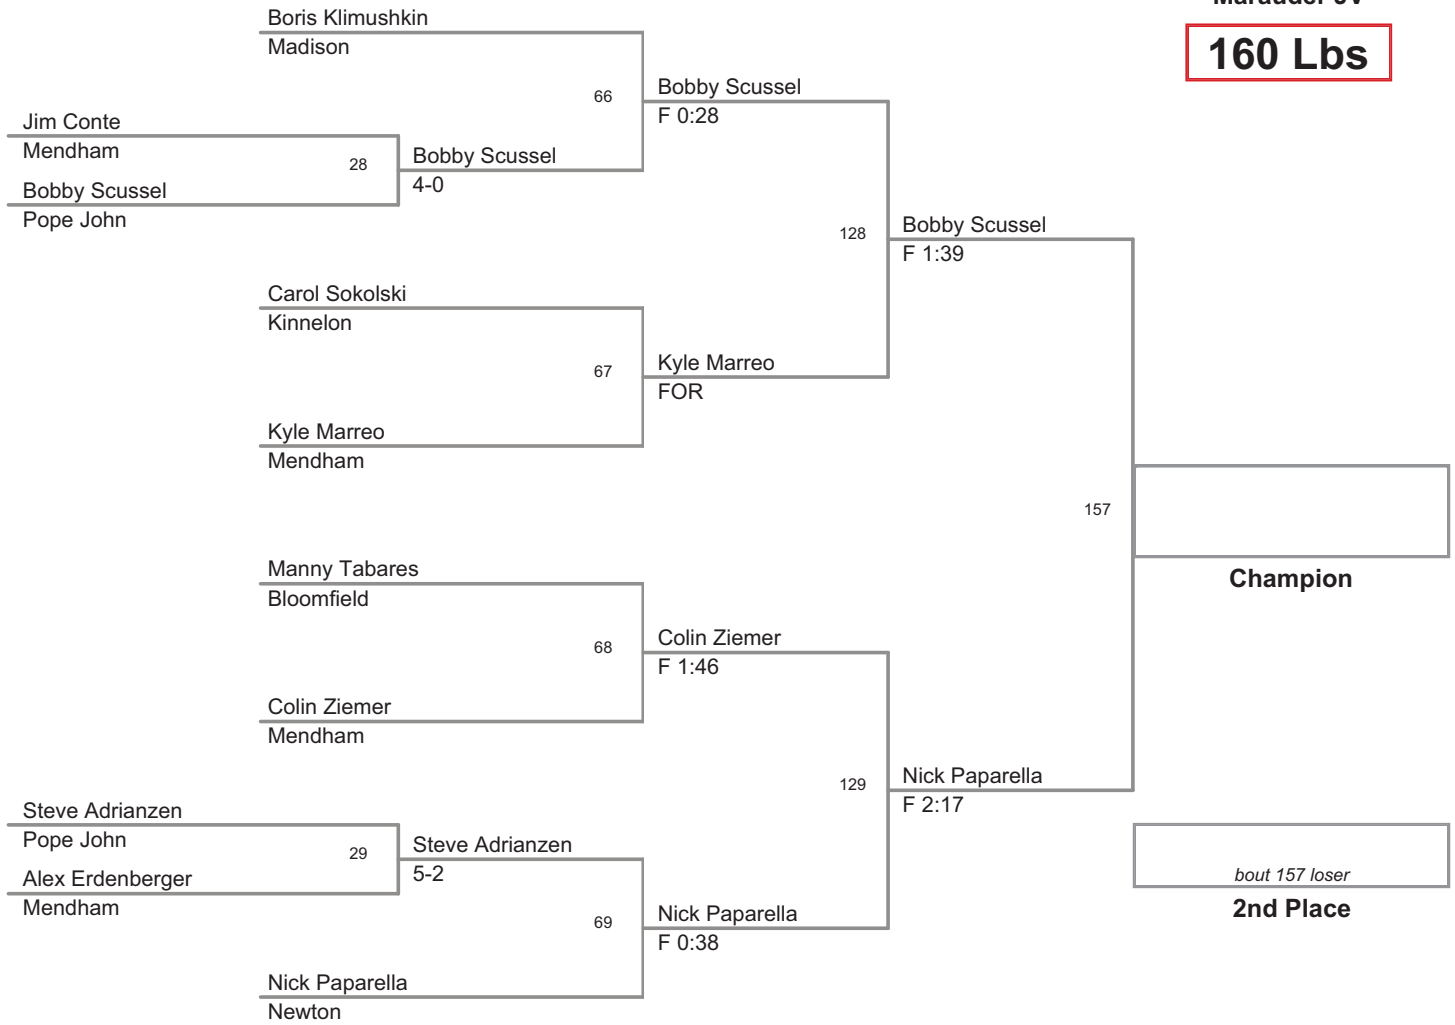 Marauder JV
160 Lbs
Boris Klimushkin
Madison
66
Bobby Scussel
F 0:28
Jim Conte
Mendham
28
Bobby Scussel
4-0
Bobby Scussel
Pope John
128
Bobby Scussel
F 1:39
Carol Sokolski
Kinnelon
67
Kyle Marreo
FOR
Kyle Marreo
Mendham
157
Champion
Manny Tabares
Bloomfield
68
Colin Ziemer
F 1:46
Colin Ziemer
Mendham
129
Nick Paparella
F 2:17
Steve Adrianzen
Pope John
29
Steve Adrianzen
5-2
Alex Erdenberger
Mendham
bout 157 loser
2nd Place
69
Nick Paparella
F 0:38
Nick Paparella
Newton